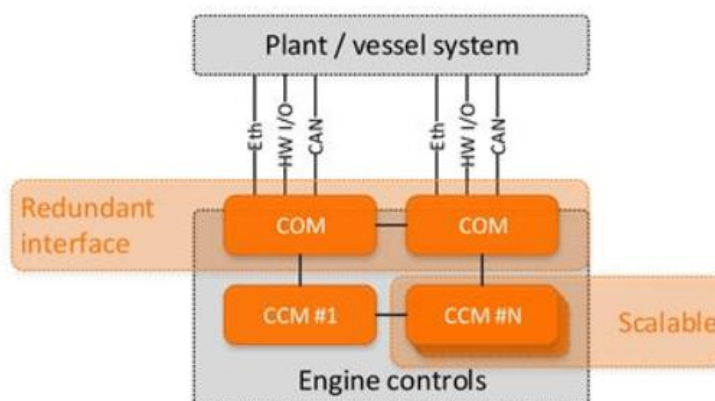 Plant / vessel system
Eth
HW I/O
CAN
Eth
HW I/O
CAN
Redundant
interface
COM
COM
CCM #1
CCM #N
Scalable
Engine controls